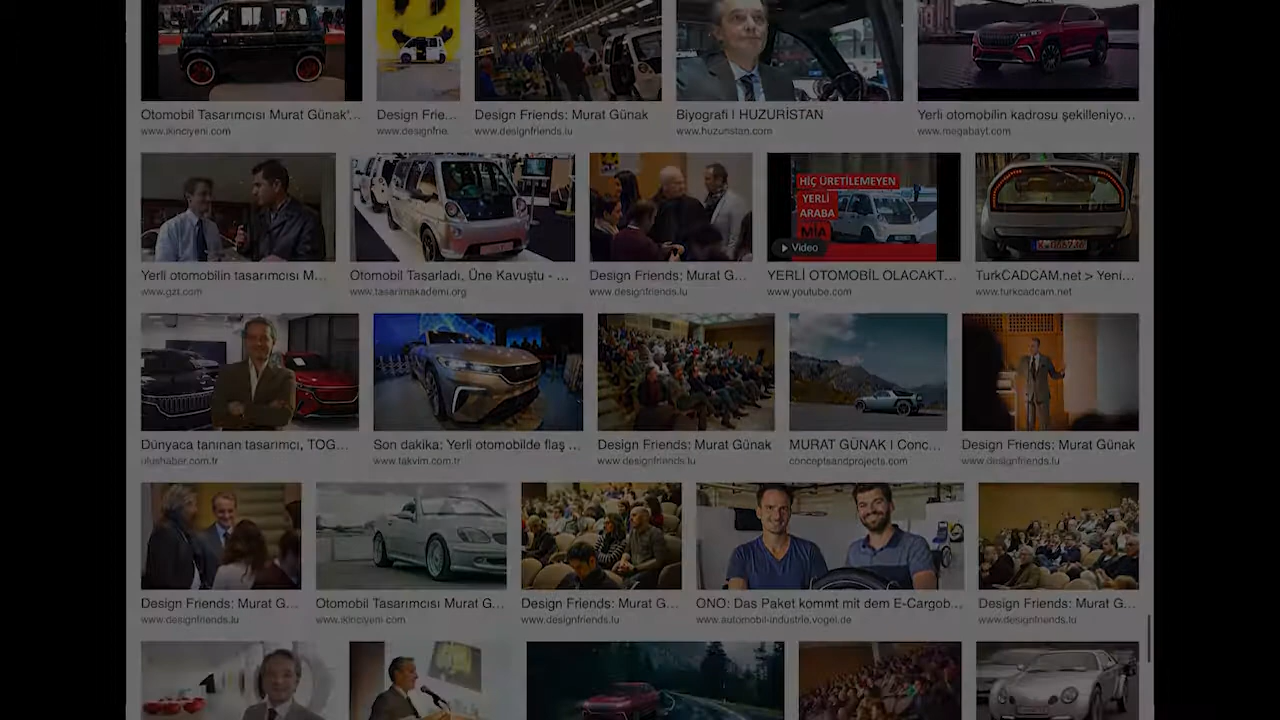 Otomobil Tasarımcısı Murat Günak'...
www.ikinciyeni.com
Design Frie...
www.designfrie
Design Friends: Murat Günak
www.designfriends.lu
Biyografi | HUZURİSTAN
www.huzuristan.com
Yerli otomobilin kadrosu şekilleniyo...
www.megabayt.com
HİÇ ÜRETİLEMEYEN
YERLİ
ARABA
MİA
Video
Yerli otomobilin tasarımcısı M...
www.gzt.com
Otomobil Tasarladı, Üne Kavuştu - ...
www.tasarimakademi.org
Design Friends: Murat G...
www.designfriends.lu
YERLİ OTOMOBİL OLACAKT...
www.youtube.com
TurkCADCAM.net > Yeni...
www.turkcadcam.net
Dünyaca tanınan tasarımcı, TOG...
ulushaber.com.tr
Son dakika: Yerli otomobilde flaş ...
www.takvim.com.tr
Design Friends: Murat Günak
www.designfriends.lu
MURAT GÜNAK | Conc...
conceptsandprojects.com
Design Friends: Murat Günak
www.designfriends.lu
Design Friends: Murat G...
www.designfriends.lu
Otomobil Tasarımcısı Murat G...
www.ikinciyeni.com
Design Friends: Murat G...
www.designfriends.lu
ONO: Das Paket kommt mit dem E-Cargob...
www.automobil-industrie.vogel.de
Design Friends: Murat G...
www.designfriends.lu